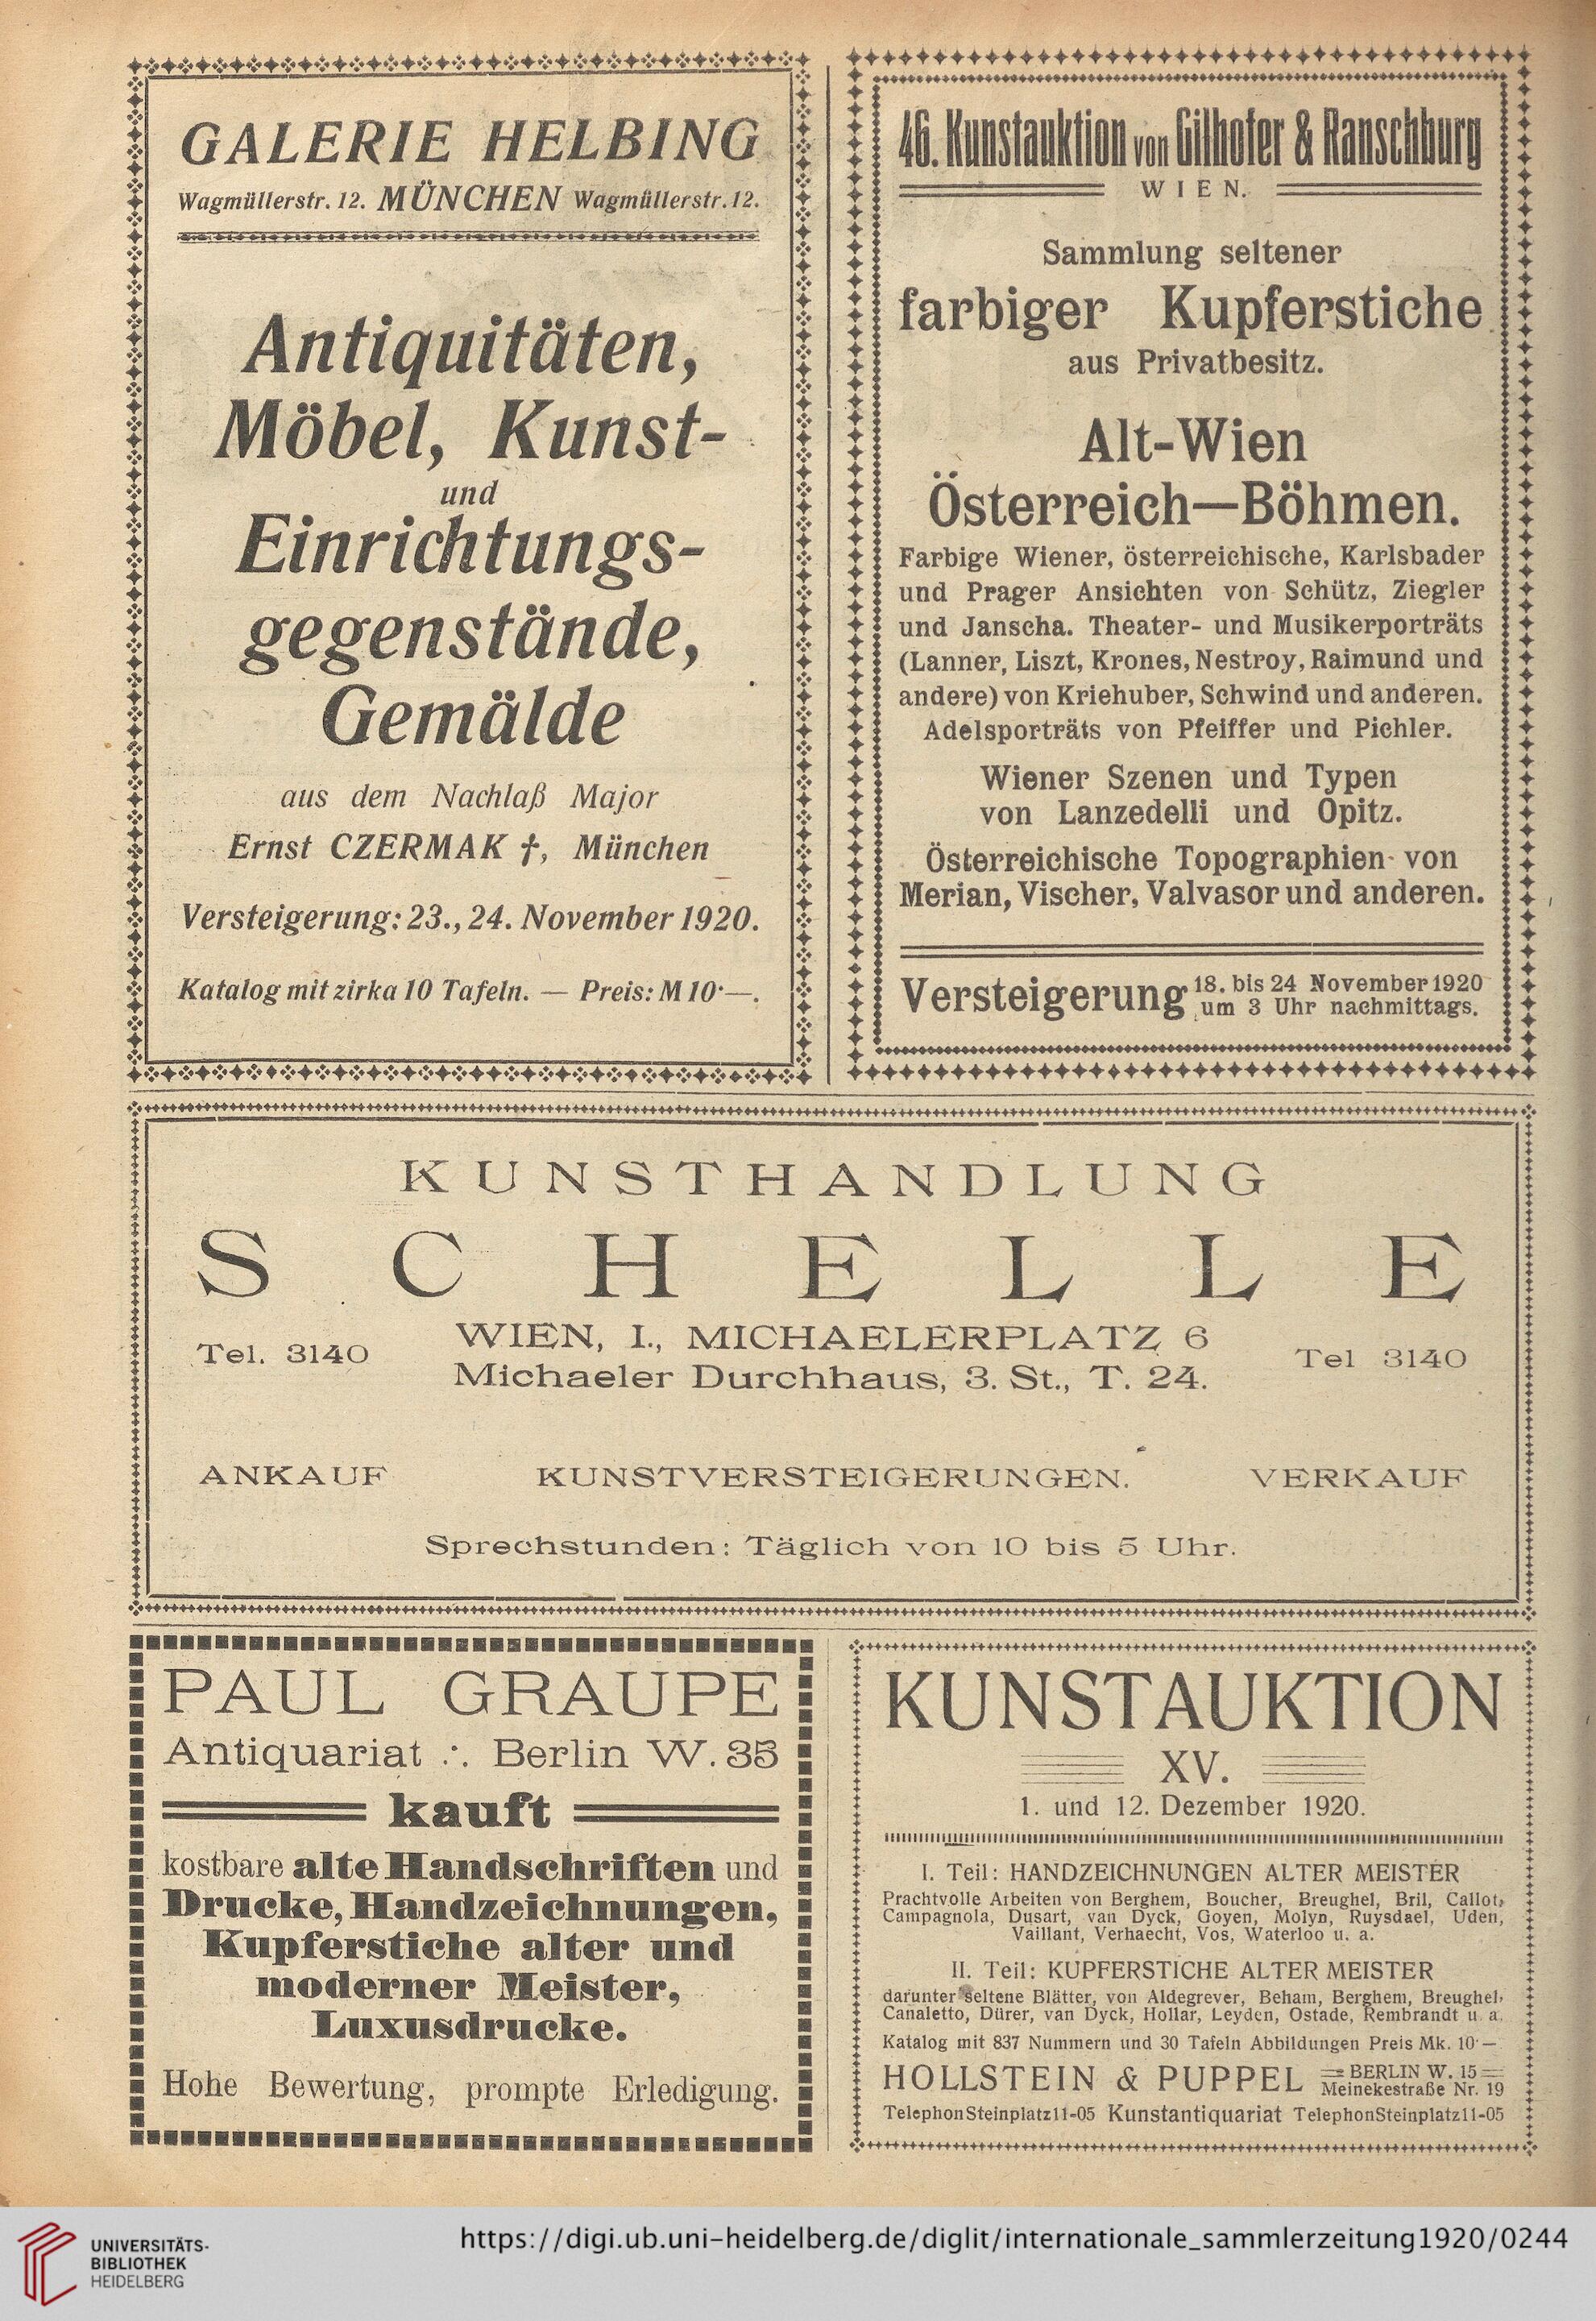 GALERIE HELBING
Wagmüllerstr. 12. MÜNCHEN Wagmüllerstr. 12.
Antiquitäten,
Möbel, Kunst-
und
Einrichtungs-
gegenstände,
Gemälde
aus dem Nachlaß Major
Ernst CZERMAK †, München
Versteigerung: 23., 24. November 1920.
Katalog mit zirka 10 Tafeln. — Preis: M 10·—.
46. Kunstauktion von Gilhofer & Ranschburg
WIEN.
Sammlung seltener
farbiger Kupferstiche
aus Privatbesitz.
Alt-Wien
Österreich—Böhmen.
Farbige Wiener, österreichische, Karlsbader
und Prager Ansichten von Schütz, Ziegler
und Janscha. Theater- und Musikerporträts
(Lanner, Liszt, Krones, Nestroy, Raimund und
andere) von Kriehuber, Schwind und anderen.
Adelsporträts von Pfeiffer und Pichler.
Wiener Szenen und Typen
von Lanzedelli und Opitz.
Österreichische Topographien von
Merian, Vischer, Valvasor und anderen.
Versteigerung 18. bis 24 November 1920
um 3 Uhr nachmittags.
KUNSTHANDLUNG
SCHELLE
Tel. 3140 WIEN, I., MICHAELERPLATZ 6 Tel 3140
Michaeler Durchhaus, 3. St., T. 24.
ANKAUF KUNSTVERSTEIGERUNGEN. VERKAUF
Sprechstunden: Täglich von 10 bis 5 Uhr.
PAUL GRAUPE
Antiquariat ∴ Berlin W. 35
kauft
kostbare alte Handschriften und
Drucke, Handzeichnungen,
Kupferstiche alter und
moderner Meister,
Luxusdrucke.
Hohe Bewertung, prompte Erledigung.
KUNSTAUKTION
XV.
1. und 12. Dezember 1920.
I. Teil: HANDZEICHNUNGEN ALTER MEISTER
Prachtvolle Arbeiten von Berghem, Boucher, Breughel, Bril, Callot,
Campagnola, Dusart, van Dyck, Goyen, Molyn, Ruysdael, Uden,
Vaillant, Verhaecht, Vos, Waterloo u. a.
II. Teil: KUPFERSTICHE ALTER MEISTER
darunter seltene Blätter, von Aldegrever, Beham, Berghem, Breughel,
Canaletto, Dürer, van Dyck, Hollar, Leyden, Ostade, Rembrandt u. a.
Katalog mit 837 Nummern und 30 Tafeln Abbildungen Preis Mk. 10·—
HOLLSTEIN & PUPPEL BERLIN W. 15
Meinekestraße Nr. 19
Telephon Steinplatz 11-05 Kunstantiquariat Telephon Steinplatz 11-05
UNIVERSITÄTS-
BIBLIOTHEK
HEIDELBERG
https://digi.ub.uni-heidelberg.de/diglit/internationale_sammlerzeitung1920/0244